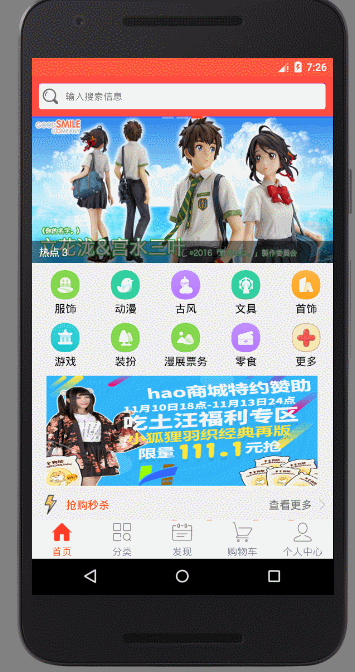 7:26
输入搜索信息
GOODSMILE
COMPANY
(你的名字。)
立花泷&宫水三叶
热点 3
©2016「你的名字。」製作委員会
服饰
动漫
古风
文具
首饰
游戏
装扮
漫展票务
零食
更多
hao商城特约赞助
11月10日18点-11月13日24点
吃土汪福利专区
小狐狸羽织经典再版
限量111.1元抢
抢购秒杀
查看更多
首页
分类
发现
购物车
个人中心